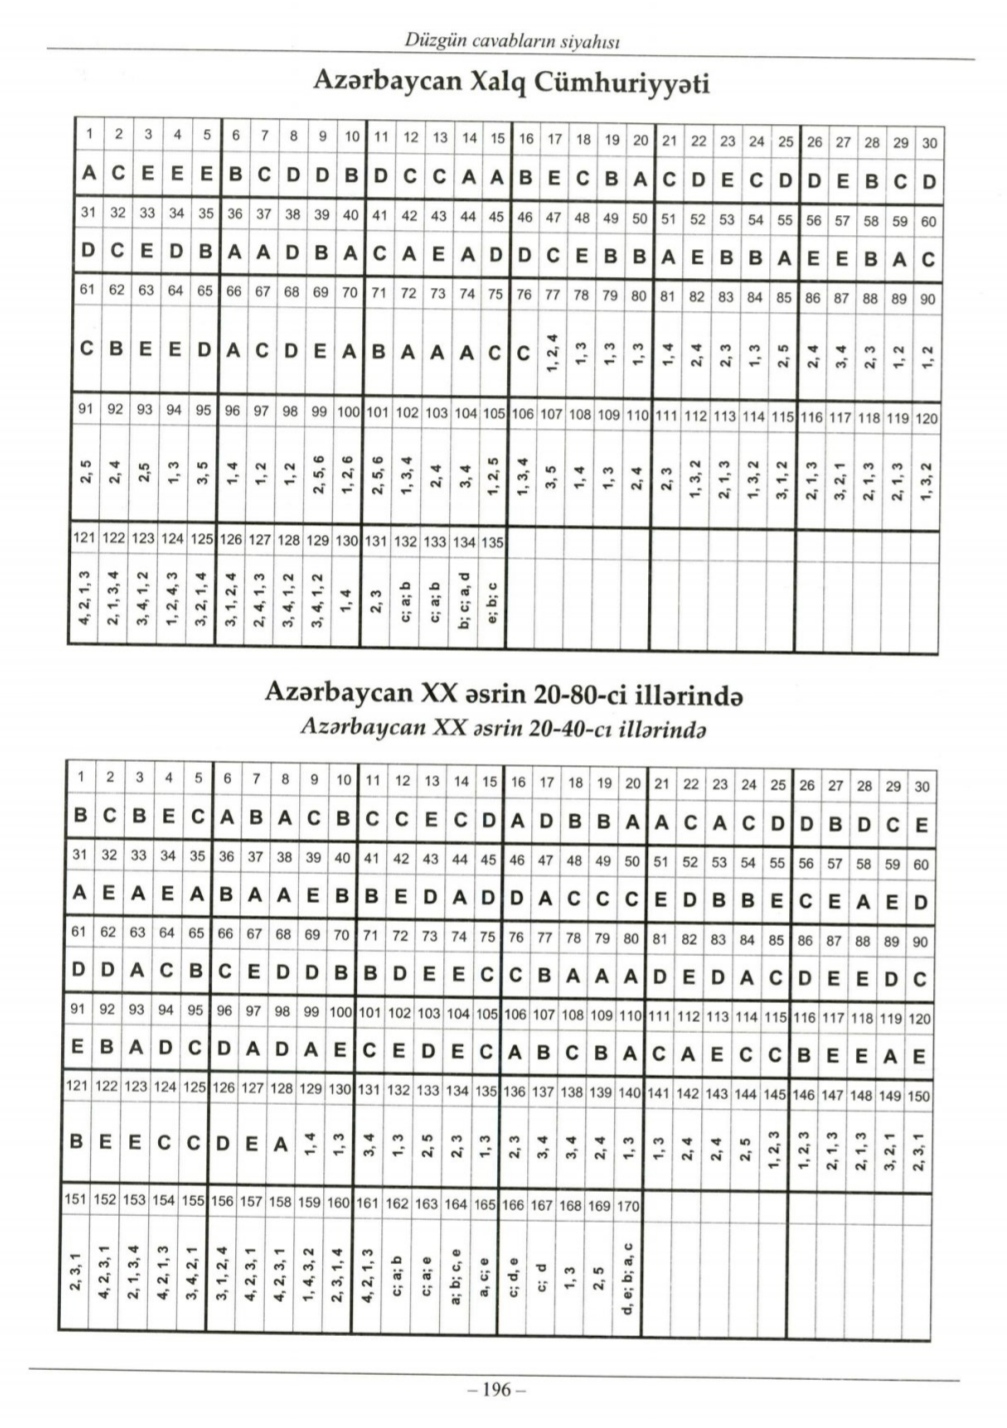 Düzgün cavabların siyahısı
Azərbaycan Xalq Cümhuriyyəti
1 2 3 4 5 6 7 8 9 10 11 12 13 14 15 16 17 18 19 20 21 22 23 24 25 26 27 28 29 30
A C E E E B C D D B D C C A A B E C B A C D E C D D E B C D
31 32 33 34 35 36 37 38 39 40 41 42 43 44 45 46 47 48 49 50 51 52 53 54 55 56 57 58 59 60
D C E D B A A D B A C A E A D D C E B B A E B B A E E B A C
61 62 63 64 65 66 67 68 69 70 71 72 73 74 75 76 77 78 79 80 81 82 83 84 85 86 87 88 89 90
C B E E D A C D E A B A A A C C 1, 2, 4 1, 3 1, 3 1, 3 1, 4 2, 4 2, 3 1, 3 2, 5 2, 4 3, 4 2, 3 1, 2 1, 2
91 92 93 94 95 96 97 98 99 100 101 102 103 104 105 106 107 108 109 110 111 112 113 114 115 116 117 118 119 120
2, 5 2, 4 2,5 1, 3 3, 5 1, 4 1, 2 1, 2 2, 5, 6 1, 2, 6 2, 5, 6 1, 3, 4 2, 4 3, 4 1, 2, 5 1, 3, 4 3, 5 1, 4 1, 3 2, 4 2, 3 1, 3, 2 2, 1, 3 1, 3, 2 3, 1, 2 2, 1, 3 3, 2, 1 2, 1, 3 2, 1, 3 1, 3, 2
121 122 123 124 125 126 127 128 129 130 131 132 133 134 135
4, 2, 1, 3 2, 1, 3, 4 3, 4, 1, 2 1, 2, 4, 3 3, 2, 1, 4 3, 1, 2, 4 2, 4, 1, 3 3, 4, 1, 2 3, 4, 1, 2 1, 4 2, 3 c; a; b c; a; b b; c; a, d e; b; c
Azərbaycan XX əsrin 20-80-ci illərində
Azərbaycan XX əsrin 20-40-cı illərində
1 2 3 4 5 6 7 8 9 10 11 12 13 14 15 16 17 18 19 20 21 22 23 24 25 26 27 28 29 30
B C B E C A B A C B C C E C D A D B B A A C A C D D B D C E
31 32 33 34 35 36 37 38 39 40 41 42 43 44 45 46 47 48 49 50 51 52 53 54 55 56 57 58 59 60
A E A E A B A A E B B E D A D D A C C C E D B B E C E A E D
61 62 63 64 65 66 67 68 69 70 71 72 73 74 75 76 77 78 79 80 81 82 83 84 85 86 87 88 89 90
D D A C B C E D D B B D E E C C B A A A D E D A C D E E D C
91 92 93 94 95 96 97 98 99 100 101 102 103 104 105 106 107 108 109 110 111 112 113 114 115 116 117 118 119 120
E B A D C D A D A E C E D E C A B C B A C A E C C B E E A E
121 122 123 124 125 126 127 128 129 130 131 132 133 134 135 136 137 138 139 140 141 142 143 144 145 146 147 148 149 150
B E E C C D E A 1, 4 1, 3 3, 4 1, 3 2, 5 2, 3 1, 3 2, 3 3, 4 3, 4 2, 4 1, 3 1, 3 2, 4 2, 4 2, 5 1, 2, 3 1, 2, 3 2, 1, 3 2, 1, 3 3, 2, 1 2, 3, 1
151 152 153 154 155 156 157 158 159 160 161 162 163 164 165 166 167 168 169 170
2, 3, 1 4, 2, 3, 1 2, 1, 3, 4 4, 2, 1, 3 3, 4, 2, 1 3, 1, 2, 4 4, 2, 3, 1 4, 2, 3, 1 1, 4, 3, 2 2, 3, 1, 4 4, 2, 1, 3 c; a; b c; a; e a; b; c, e a, c; e c; d, e c; d 1, 3 2, 5 d, e; b; a, c
– 196 –